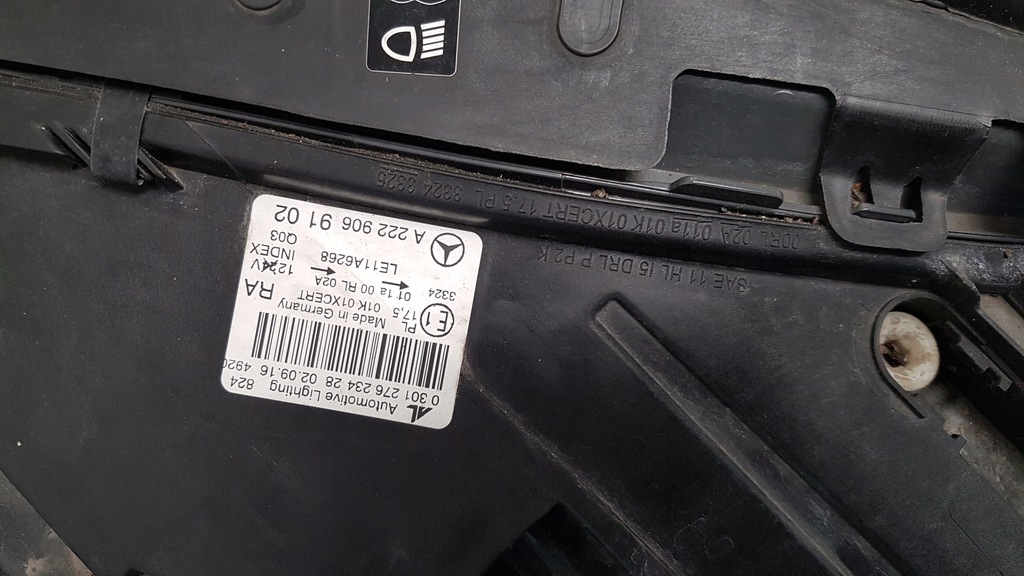 AL Automotive Lighting 824
0 301 276 234 28 02.09.16 4920
E1 PL Made in Germany RA
17,5 01K 01XCERT
011a 00 RL 02A 12V
3324 INDEX
LE11A6268 Q03
A 222 906 91 02
SAE 11 HL I5 DRL P P2 K
00RL 02A 011a 01K 01XCERT 17.5 PL 3324